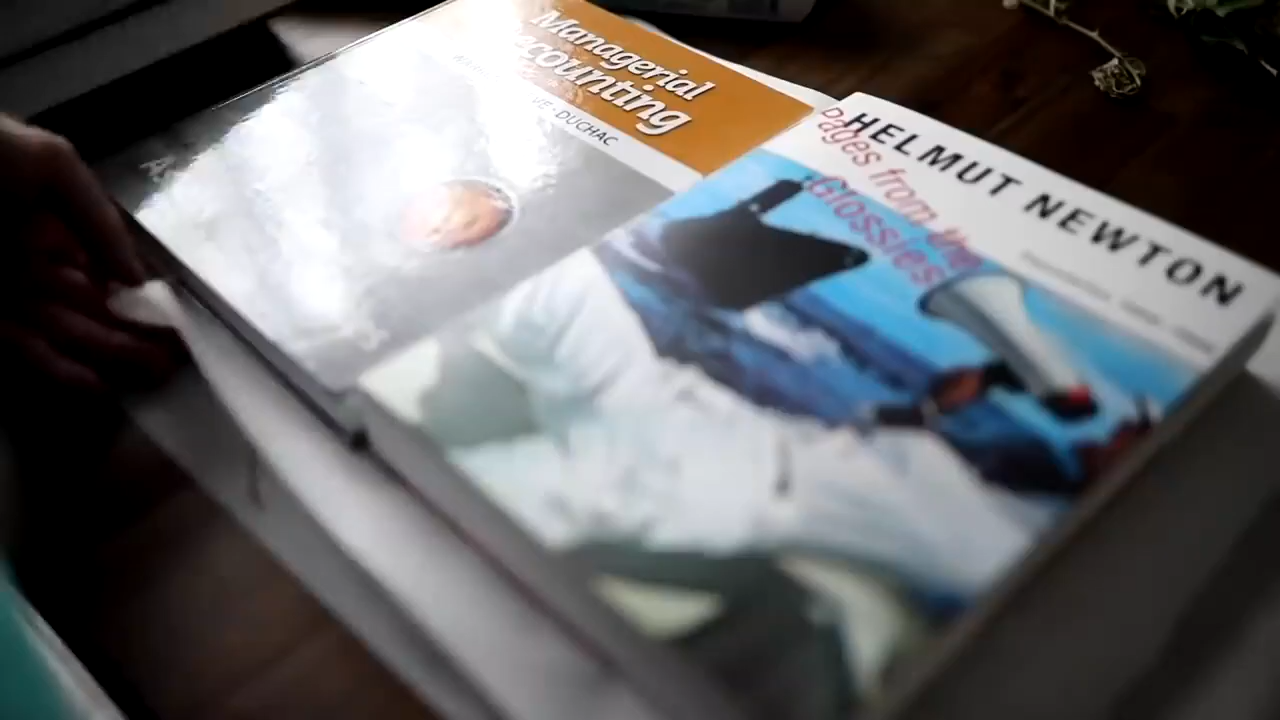 Managerial
Accounting
DUCHAC
HELMUT NEWTON
Pages from the
Glossies